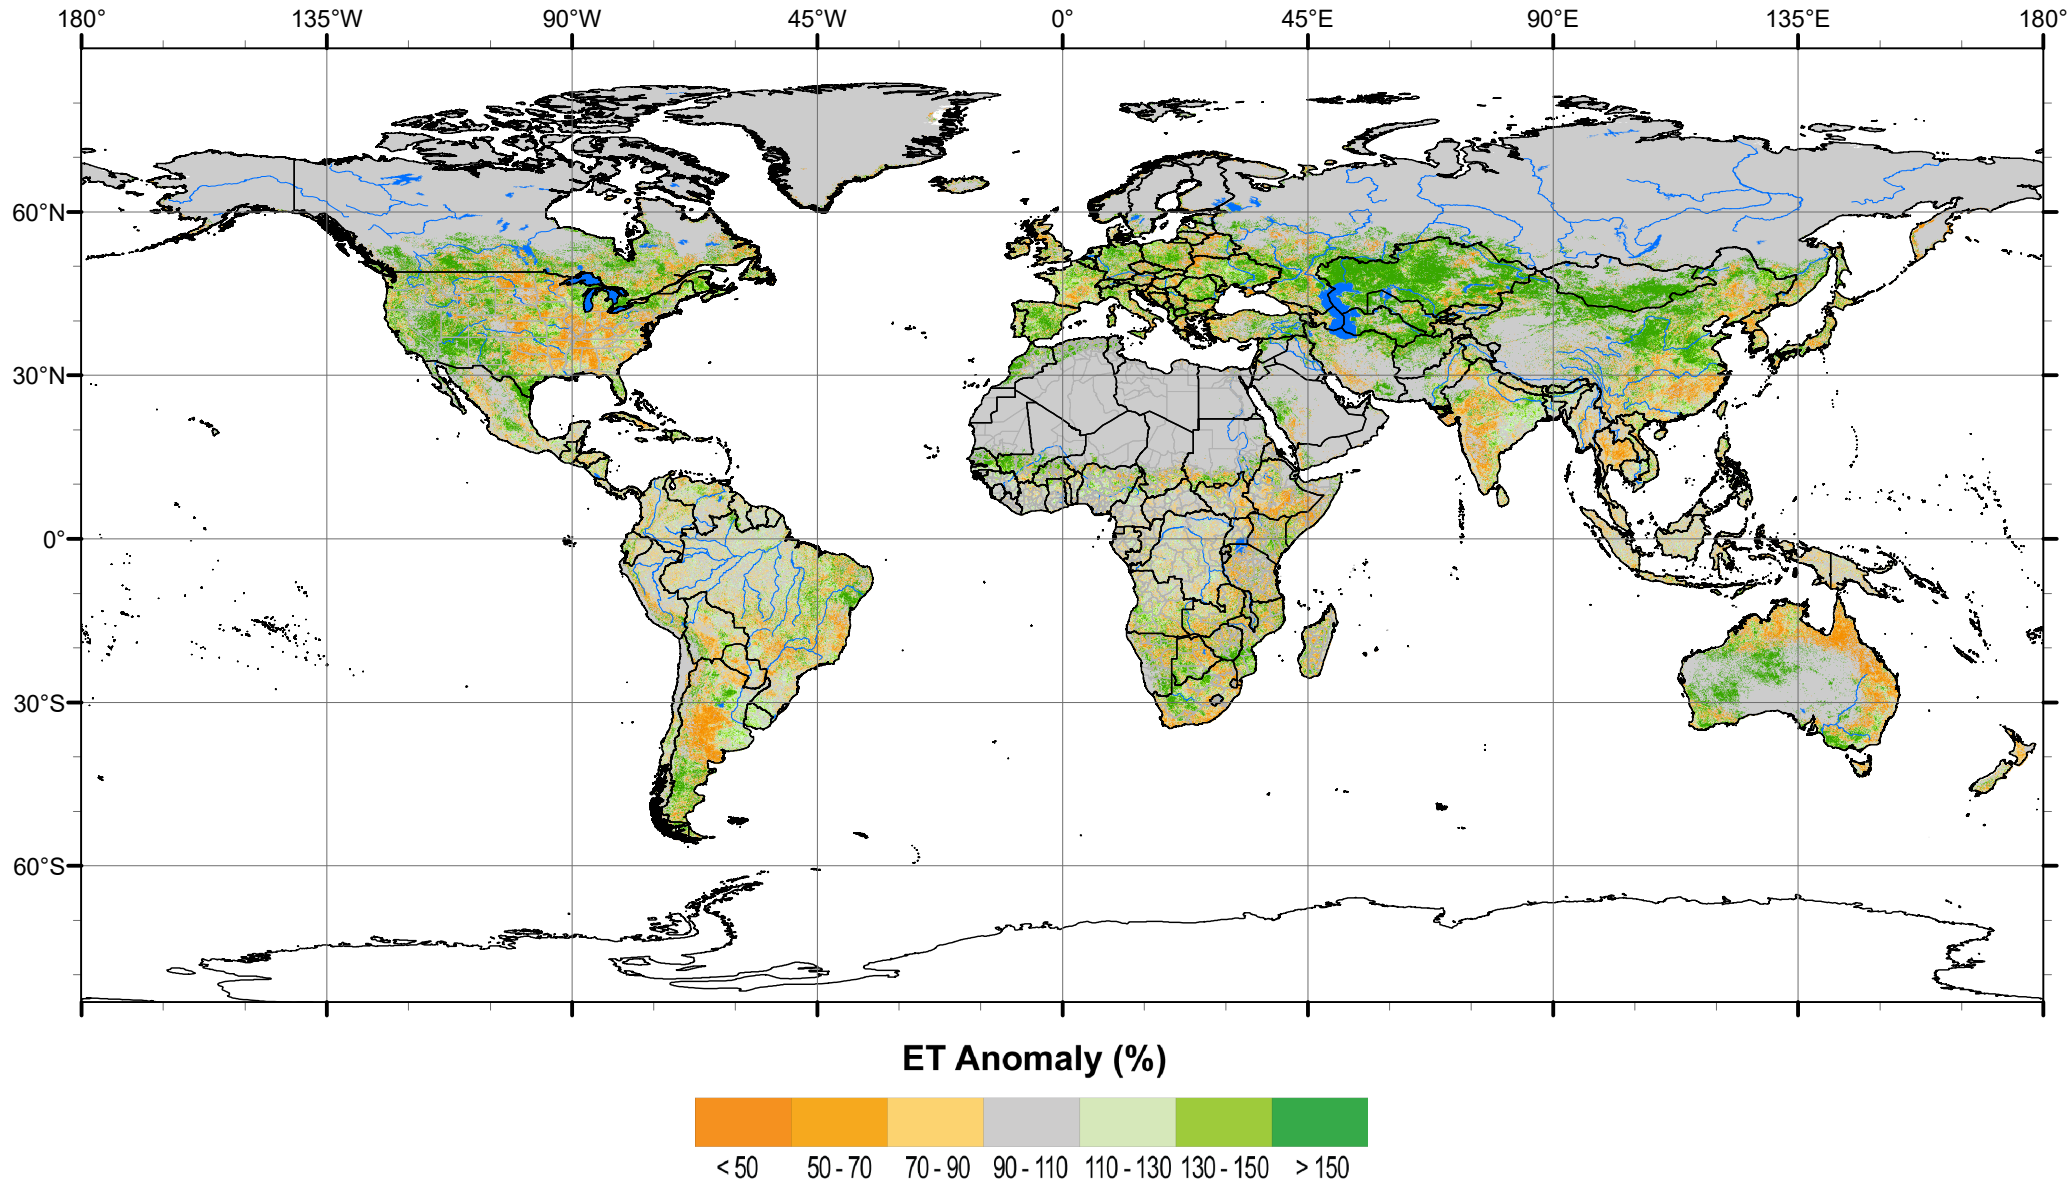 180° 135°W 90°W 45°W 0° 45°E 90°E 135°E 180°
60°N
30°N
0°
30°S
60°S
ET Anomaly (%)
< 50 50 - 70 70 - 90 90 - 110 110 - 130 130 - 150 > 150